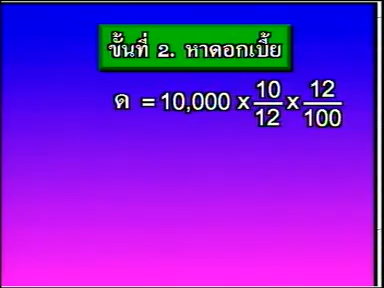 ขั้นที่ 2. หาดอกเบี้ย
ด = 10,000 x 10/12 x 12/100